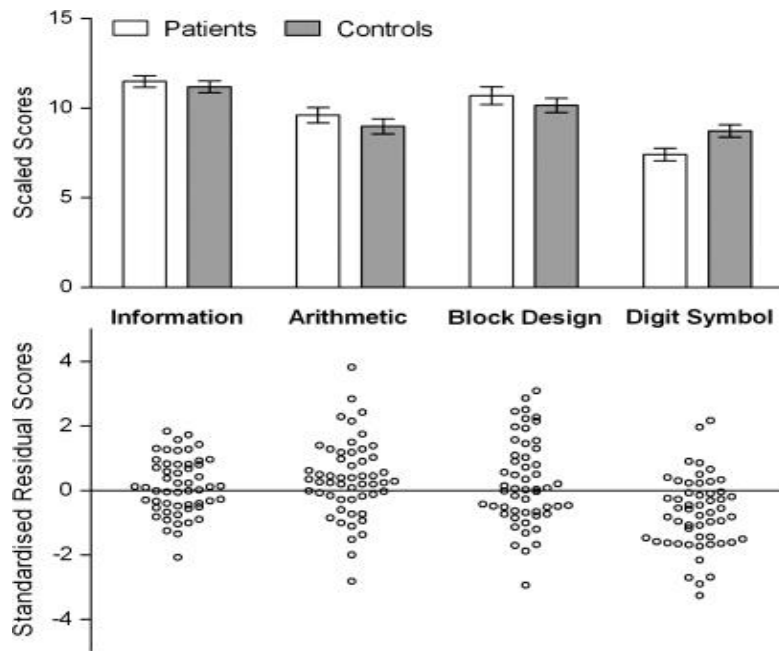 15
Patients Controls
10
5
0
Scaled Scores
Information Arithmetic Block Design Digit Symbol
4
2
0
-2
-4
Standardised Residual Scores